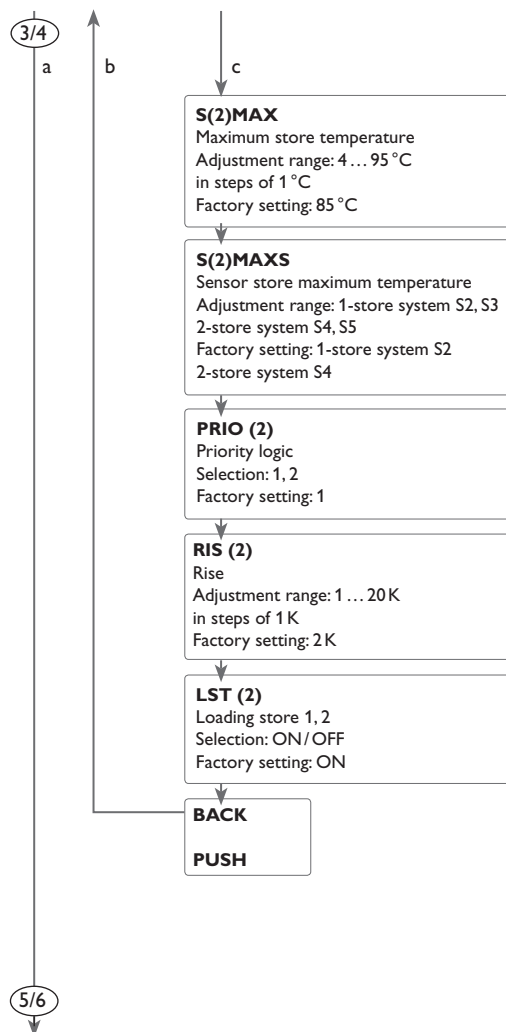 3/4
a
b
c
S(2)MAX
Maximum store temperature
Adjustment range: 4 … 95 °C
in steps of 1 °C
Factory setting: 85 °C
S(2)MAXS
Sensor store maximum temperature
Adjustment range: 1-store system S2, S3
2-store system S4, S5
Factory setting: 1-store system S2
2-store system S4
PRIO (2)
Priority logic
Selection: 1, 2
Factory setting: 1
RIS (2)
Rise
Adjustment range: 1 … 20 K
in steps of 1 K
Factory setting: 2 K
LST (2)
Loading store 1, 2
Selection: ON / OFF
Factory setting: ON
BACK
PUSH
5/6